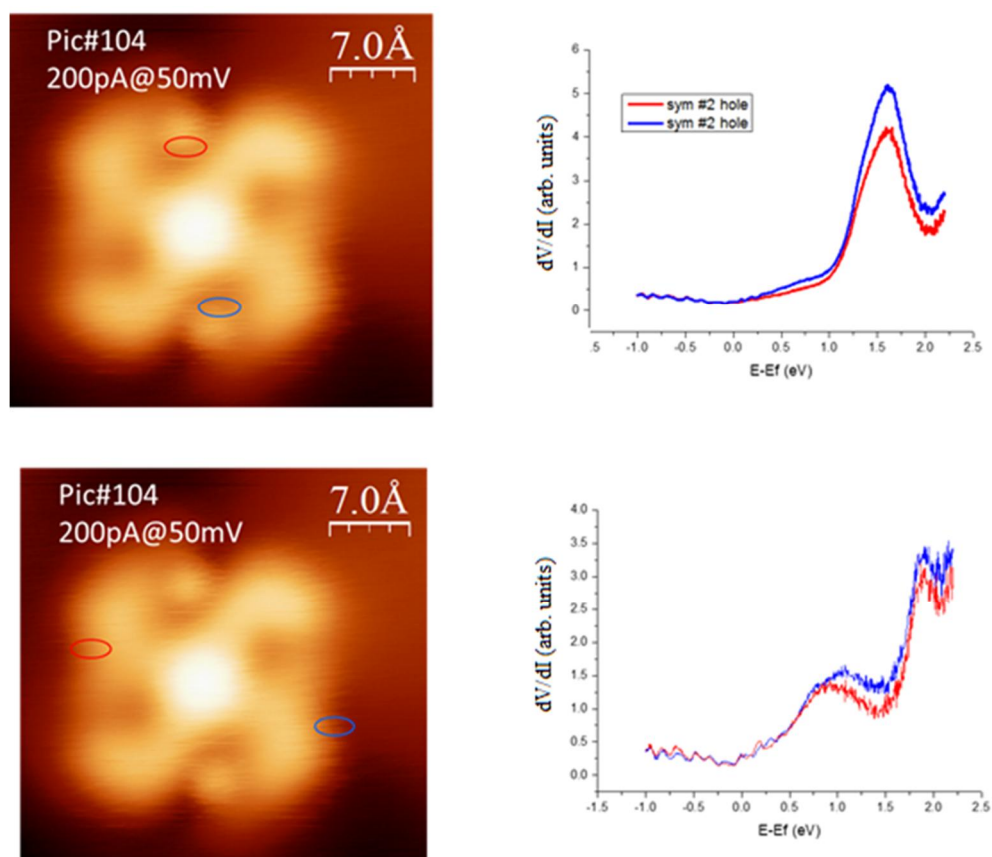 Pic#104
200pA@50mV
7.0Å
dV/dI (arb. units)
6
5
4
3
2
1
0
sym #2 hole
sym #2 hole
.5 -1.0 -0.5 0.0 0.5 1.0 1.5 2.0 2.5
E-Ef (eV)
Pic#104
200pA@50mV
7.0Å
dV/dI (arb. units)
4.0
3.5
3.0
2.5
2.0
1.5
1.0
0.5
0.0
-1.5 -1.0 -0.5 0.0 0.5 1.0 1.5 2.0 2.5
E-Ef (eV)